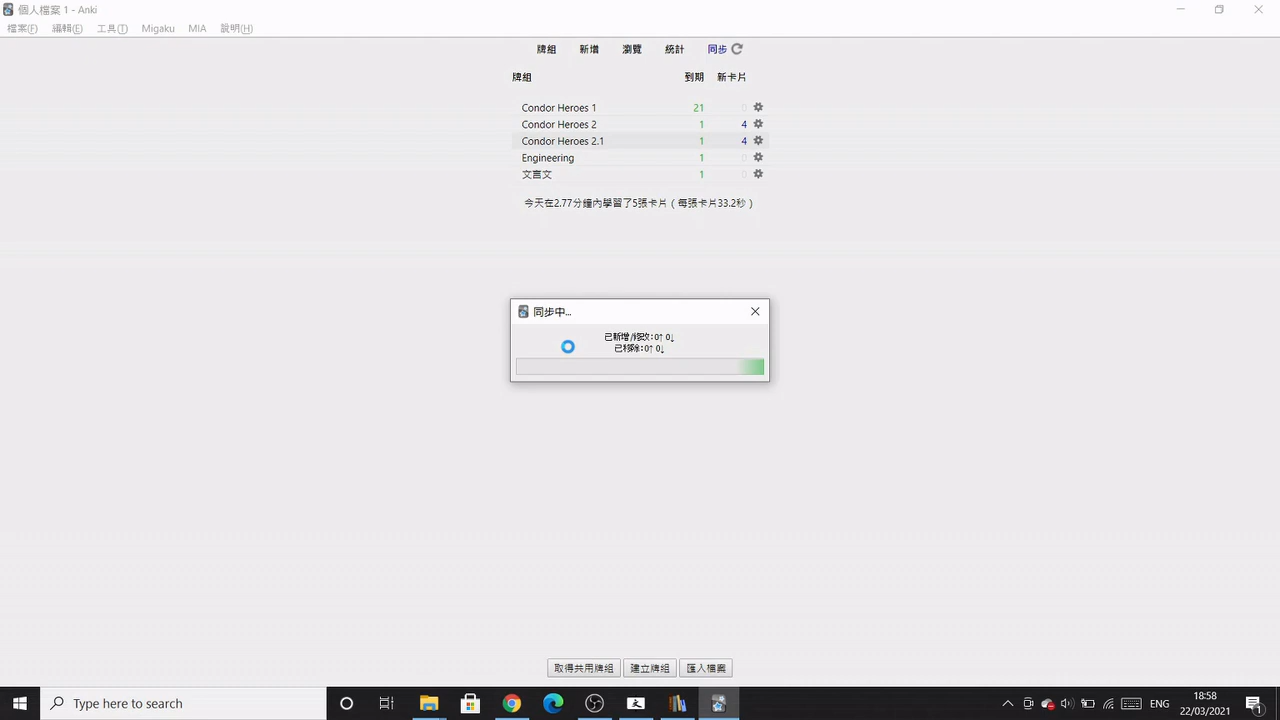 個人檔案 1 - Anki
檔案(F) 編輯(E) 工具(T) Migaku MIA 說明(H)
牌組 新增 瀏覽 統計 同步
牌組 到期 新卡片
Condor Heroes 1 21 0
Condor Heroes 2 1 4
Condor Heroes 2.1 1 4
Engineering 1 0
文言文 1 0
今天在2.77分鐘內學習了5張卡片（每張卡片33.2秒）
同步中...
已新增/修改:0↑ 0↓
已移除:0↑ 0↓
取得共用牌組 建立牌組 匯入檔案
Type here to search
ENG
18:58
22/03/2021
1